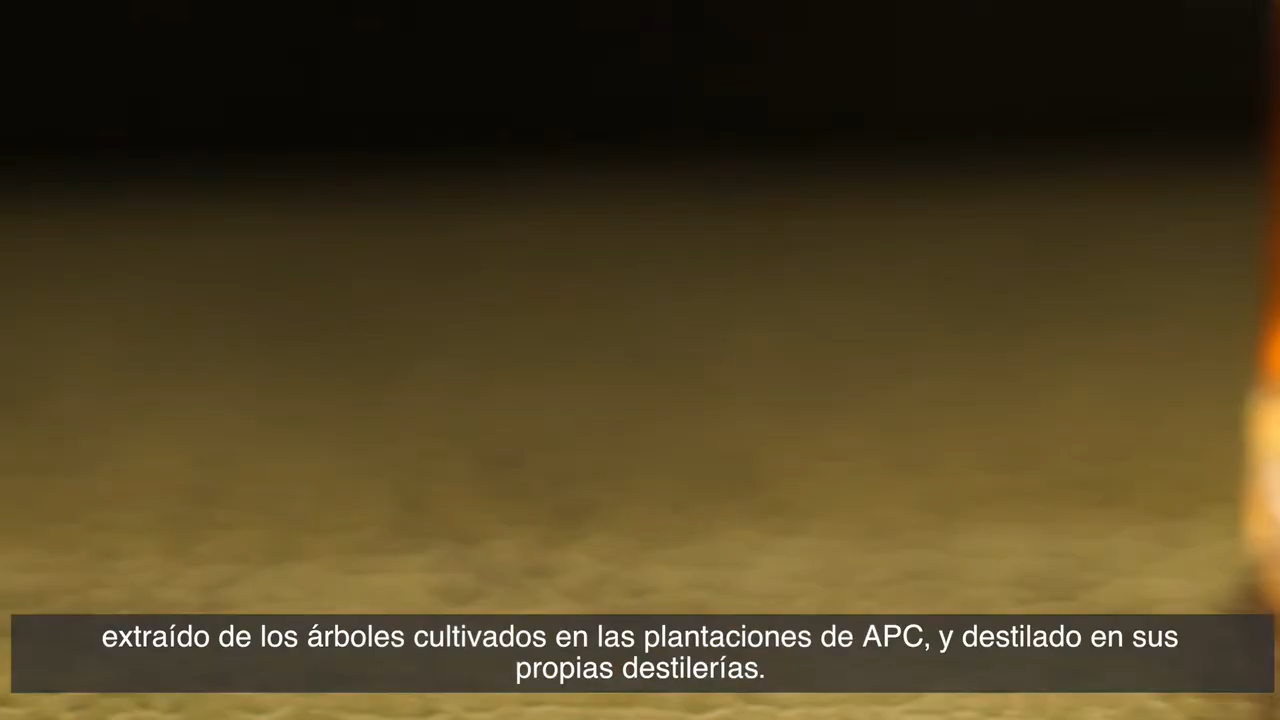 extraído de los árboles cultivados en las plantaciones de APC, y destilado en sus
propias destilerías.